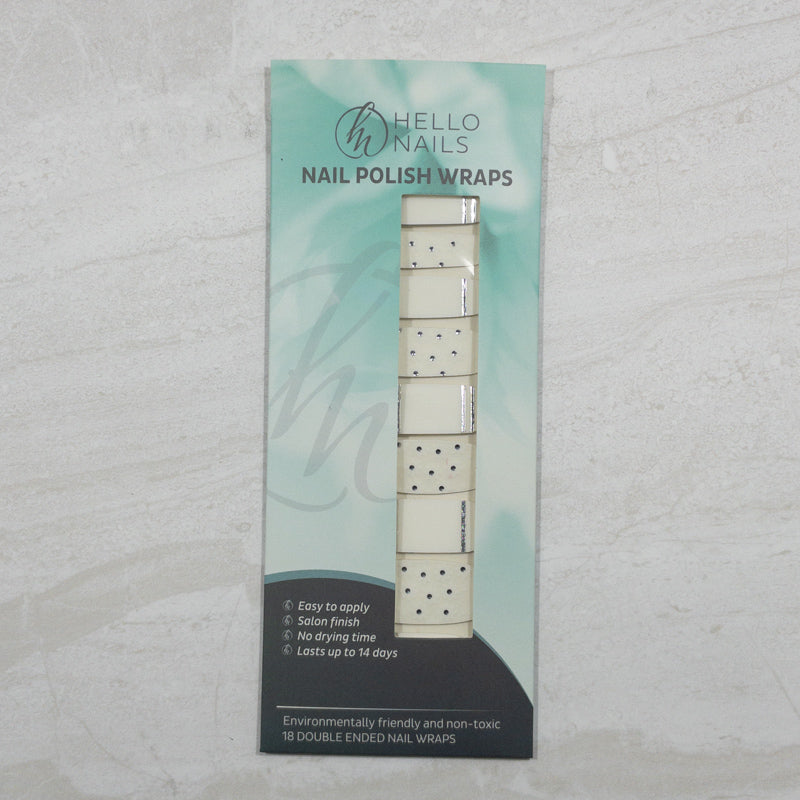 HELLO
NAILS
NAIL POLISH WRAPS
Easy to apply
Salon finish
No drying time
Lasts up to 14 days
Environmentally friendly and non-toxic
18 DOUBLE ENDED NAIL WRAPS